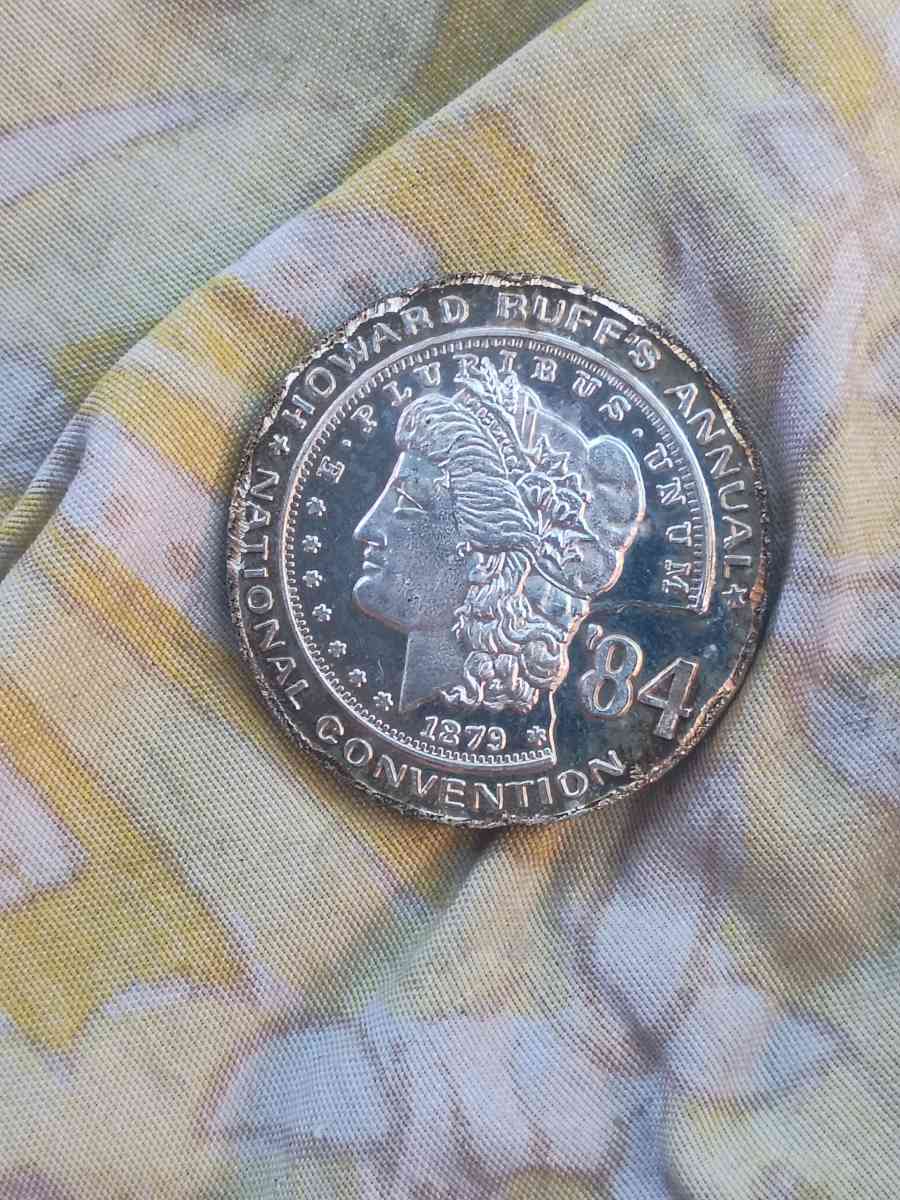 ★ HOWARD RUFF'S ANNUAL ★
NATIONAL CONVENTION
E · PLURIBUS · UNUM
'84
1879